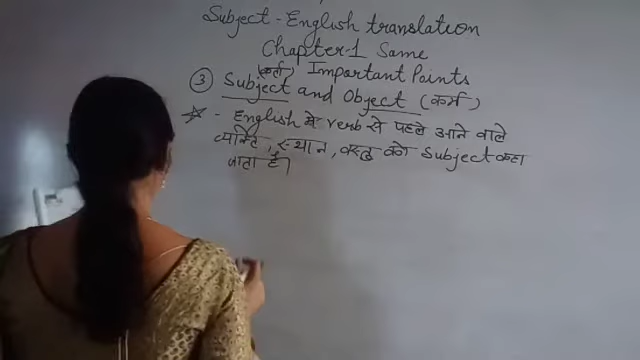 Subject - English translation
Chapter-1 Same
Important Points
(कर्ता)
③ Subject and Object (कर्म)
☆ - English मे verb से पहले आने वाले
व्यक्ति, स्थान, वस्तु को Subject कहा
जाता है।